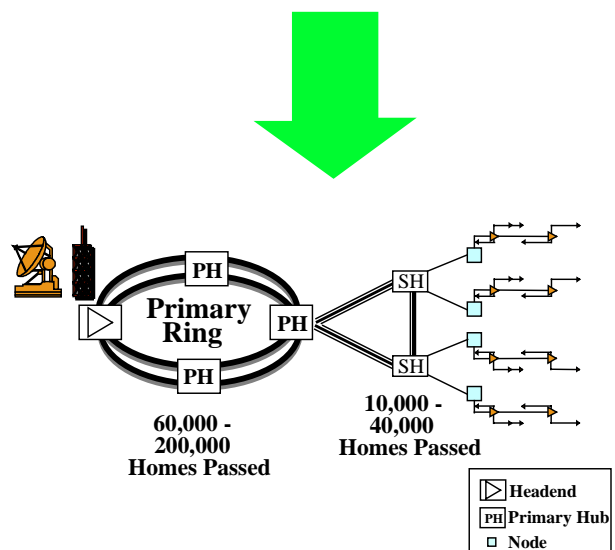 PH
Primary
Ring
PH
PH
SH
SH
60,000 -
200,000
Homes Passed
10,000 -
40,000
Homes Passed
Headend
PH Primary Hub
Node